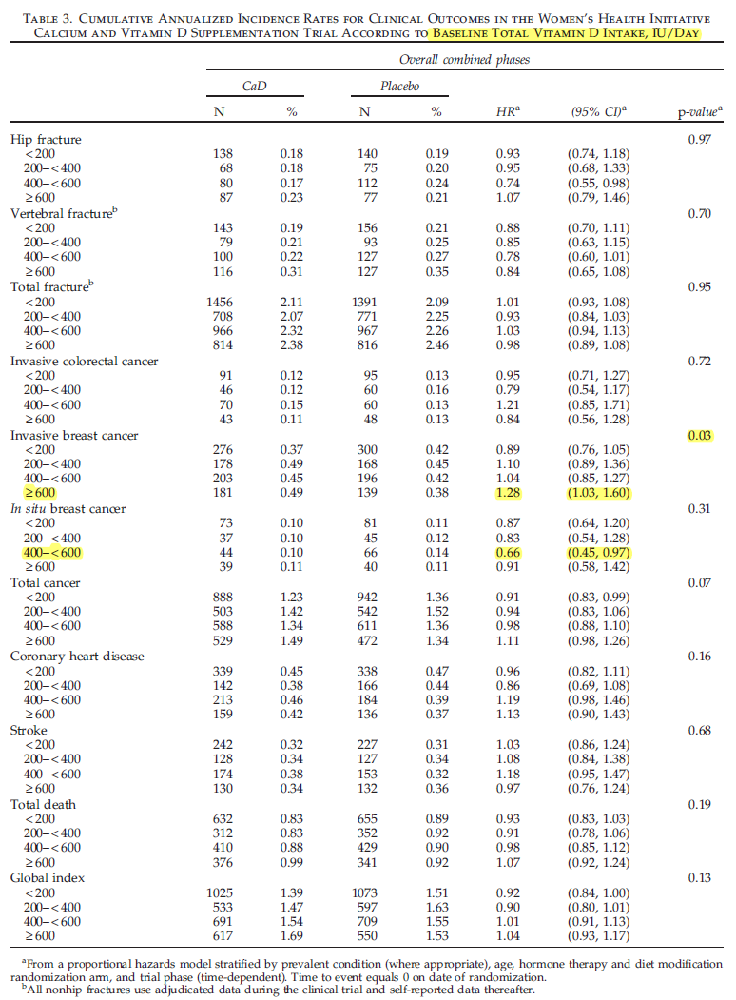 TABLE 3. CUMULATIVE ANNUALIZED INCIDENCE RATES FOR CLINICAL OUTCOMES IN THE WOMEN'S HEALTH INITIATIVE
CALCIUM AND VITAMIN D SUPPLEMENTATION TRIAL ACCORDING TO BASELINE TOTAL VITAMIN D INTAKE, IU/DAY
Overall combined phases
CaD Placebo
N % N % HRa (95% CI)a p-valuea
Hip fracture 0.97
<200 138 0.18 140 0.19 0.93 (0.74, 1.18)
200–<400 68 0.18 75 0.20 0.95 (0.68, 1.33)
400–<600 80 0.17 112 0.24 0.74 (0.55, 0.98)
≥600 87 0.23 77 0.21 1.07 (0.79, 1.46)
Vertebral fractureb 0.70
<200 143 0.19 156 0.21 0.88 (0.70, 1.11)
200–<400 79 0.21 93 0.25 0.85 (0.63, 1.15)
400–<600 100 0.22 127 0.27 0.78 (0.60, 1.01)
≥600 116 0.31 127 0.35 0.84 (0.65, 1.08)
Total fractureb 0.95
<200 1456 2.11 1391 2.09 1.01 (0.93, 1.08)
200–<400 708 2.07 771 2.25 0.93 (0.84, 1.03)
400–<600 966 2.32 967 2.26 1.03 (0.94, 1.13)
≥600 814 2.38 816 2.46 0.98 (0.89, 1.08)
Invasive colorectal cancer 0.72
<200 91 0.12 95 0.13 0.95 (0.71, 1.27)
200–<400 46 0.12 60 0.16 0.79 (0.54, 1.17)
400–<600 70 0.15 60 0.13 1.21 (0.85, 1.71)
≥600 43 0.11 48 0.13 0.84 (0.56, 1.28)
Invasive breast cancer 0.03
<200 276 0.37 300 0.42 0.89 (0.76, 1.05)
200–<400 178 0.49 168 0.45 1.10 (0.89, 1.36)
400–<600 203 0.45 196 0.42 1.04 (0.85, 1.27)
≥600 181 0.49 139 0.38 1.28 (1.03, 1.60)
In situ breast cancer 0.31
<200 73 0.10 81 0.11 0.87 (0.64, 1.20)
200–<400 37 0.10 45 0.12 0.83 (0.54, 1.28)
400–<600 44 0.10 66 0.14 0.66 (0.45, 0.97)
≥600 39 0.11 40 0.11 0.91 (0.58, 1.42)
Total cancer 0.07
<200 888 1.23 942 1.36 0.91 (0.83, 0.99)
200–<400 503 1.42 542 1.52 0.94 (0.83, 1.06)
400–<600 588 1.34 611 1.36 0.98 (0.88, 1.10)
≥600 529 1.49 472 1.34 1.11 (0.98, 1.26)
Coronary heart disease 0.16
<200 339 0.45 338 0.47 0.96 (0.82, 1.11)
200–<400 142 0.38 166 0.44 0.86 (0.69, 1.08)
400–<600 213 0.46 184 0.39 1.19 (0.98, 1.46)
≥600 159 0.42 136 0.37 1.13 (0.90, 1.43)
Stroke 0.68
<200 242 0.32 227 0.31 1.03 (0.86, 1.24)
200–<400 128 0.34 127 0.34 1.08 (0.84, 1.38)
400–<600 174 0.38 153 0.32 1.18 (0.95, 1.47)
≥600 130 0.34 132 0.36 0.97 (0.76, 1.24)
Total death 0.19
<200 632 0.83 655 0.89 0.93 (0.83, 1.03)
200–<400 312 0.83 352 0.92 0.91 (0.78, 1.06)
400–<600 410 0.88 429 0.90 0.98 (0.85, 1.12)
≥600 376 0.99 341 0.92 1.07 (0.92, 1.24)
Global index 0.13
<200 1025 1.39 1073 1.51 0.92 (0.84, 1.00)
200–<400 533 1.47 597 1.63 0.90 (0.80, 1.01)
400–<600 691 1.54 709 1.55 1.01 (0.91, 1.13)
≥600 617 1.69 550 1.53 1.04 (0.93, 1.17)
aFrom a proportional hazards model stratified by prevalent condition (where appropriate), age, hormone therapy and diet modification
randomization arm, and trial phase (time-dependent). Time to event equals 0 on date of randomization.
bAll nonhip fractures use adjudicated data during the clinical trial and self-reported data thereafter.